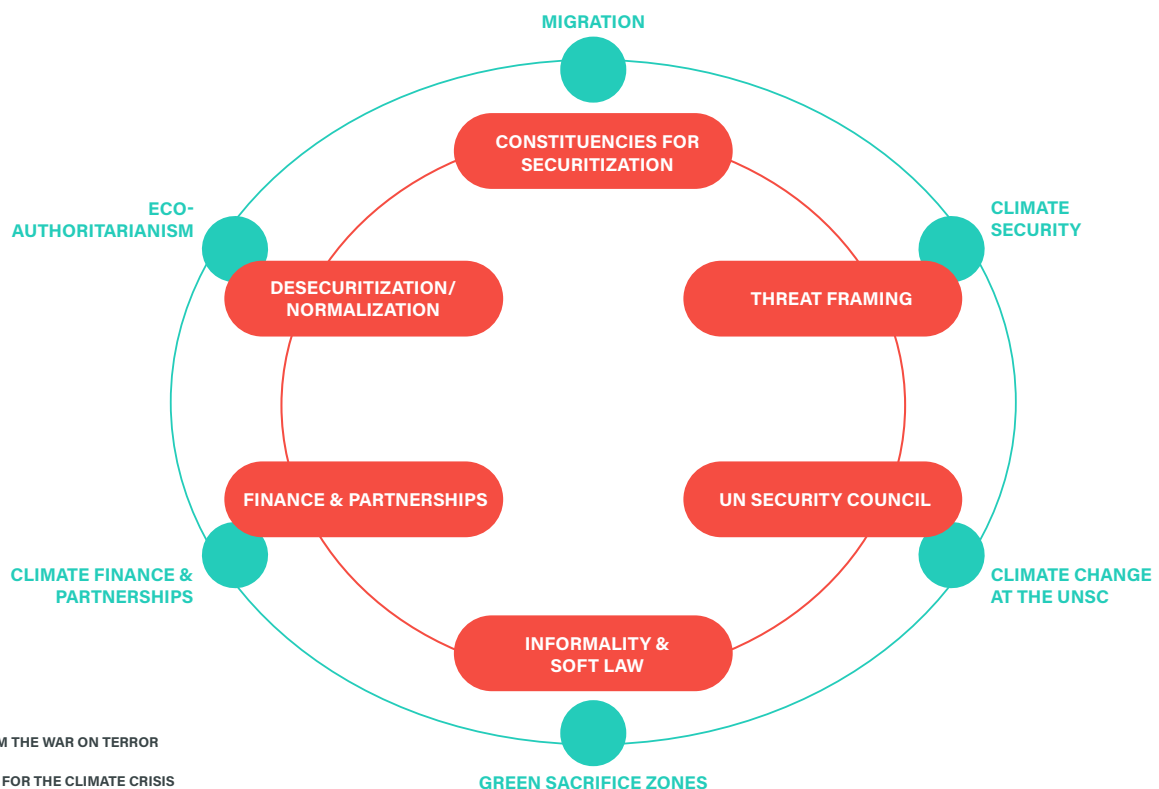 MIGRATION
CONSTITUENCIES FOR
SECURITIZATION
ECO-
AUTHORITARIANISM
CLIMATE
SECURITY
DESECURITIZATION/
NORMALIZATION
THREAT FRAMING
FINANCE & PARTNERSHIPS
UN SECURITY COUNCIL
CLIMATE FINANCE &
PARTNERSHIPS
CLIMATE CHANGE
AT THE UNSC
INFORMALITY &
SOFT LAW
THE WAR ON TERROR
FOR THE CLIMATE CRISIS
GREEN SACRIFICE ZONES